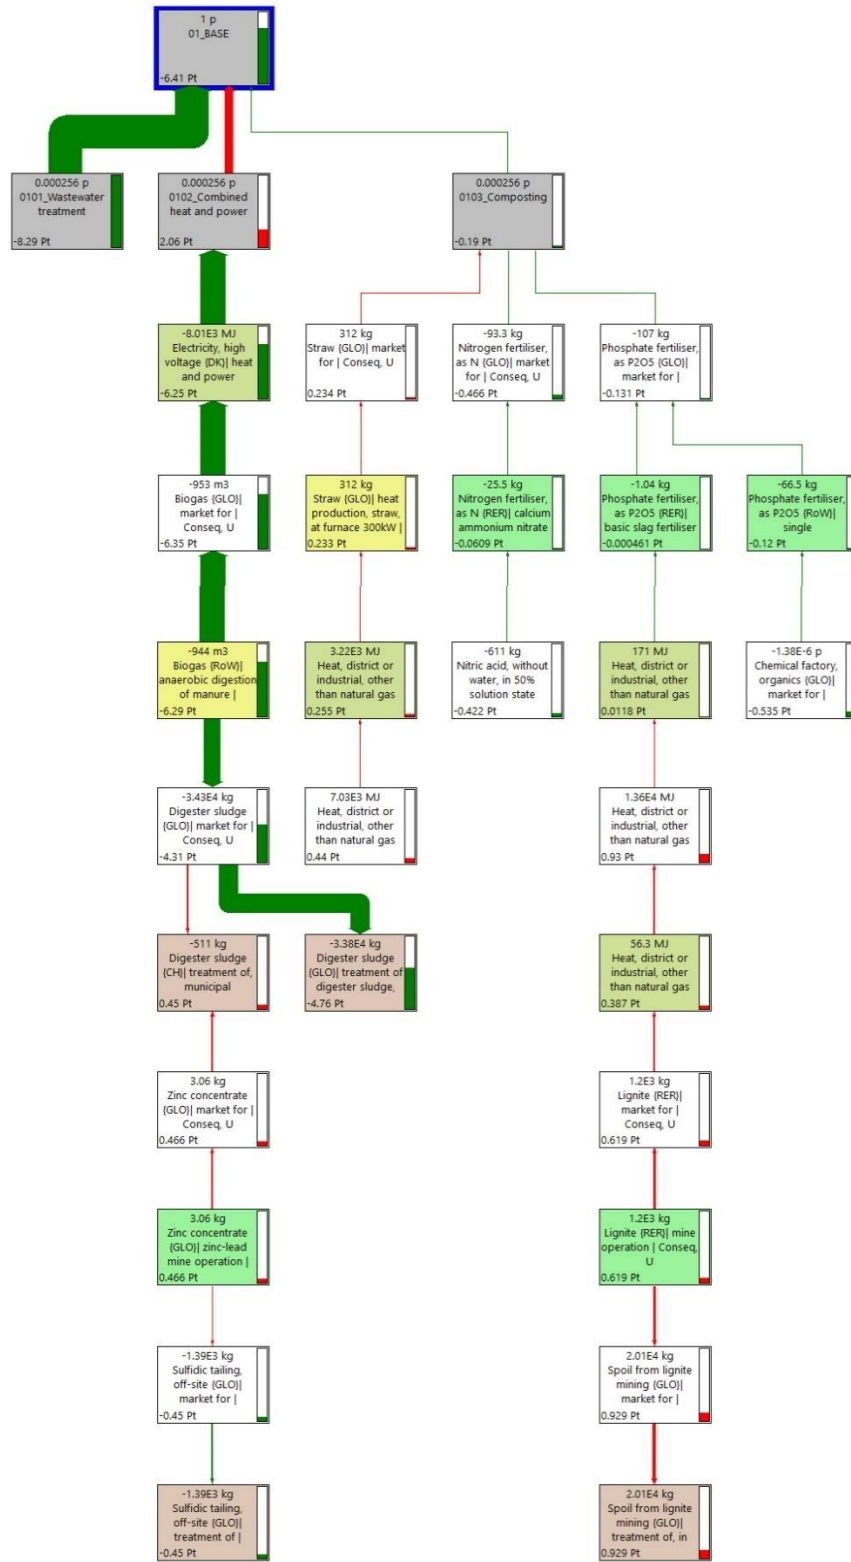 1 p
01_BASE
-6.41 Pt
0.000256 p
0101_Wastewater
treatment
-8.29 Pt
0.000256 p
0102_Combined
heat and power
2.06 Pt
0.000256 p
0103_Composting
-0.19 Pt
-8.01E3 MJ
Electricity, high
voltage {DK}| heat
and power
-6.25 Pt
312 kg
Straw {GLO}| market
for | Conseq, U
0.234 Pt
-93.3 kg
Nitrogen fertiliser,
as N {GLO}| market
for | Conseq, U
-0.466 Pt
-107 kg
Phosphate fertiliser,
as P2O5 {GLO}|
market for |
-0.131 Pt
-953 m3
Biogas {GLO}|
market for |
Conseq, U
-6.35 Pt
312 kg
Straw {GLO}| heat
production, straw,
at furnace 300kW |
0.233 Pt
-25.5 kg
Nitrogen fertiliser,
as N {RER}| calcium
ammonium nitrate
-0.0609 Pt
-1.04 kg
Phosphate fertiliser,
as P2O5 {RER}|
basic slag fertiliser
-0.000461 Pt
-66.5 kg
Phosphate fertiliser,
as P2O5 {RoW}|
single
-0.12 Pt
-944 m3
Biogas {RoW}|
anaerobic digestion
of manure |
-6.29 Pt
3.22E3 MJ
Heat, district or
industrial, other
than natural gas
0.255 Pt
-611 kg
Nitric acid, without
water, in 50%
solution state
-0.422 Pt
171 MJ
Heat, district or
industrial, other
than natural gas
0.0118 Pt
-1.38E-6 p
Chemical factory,
organics {GLO}|
market for |
-0.535 Pt
-3.43E4 kg
Digester sludge
{GLO}| market for |
Conseq, U
-4.31 Pt
7.03E3 MJ
Heat, district or
industrial, other
than natural gas
0.44 Pt
1.36E4 MJ
Heat, district or
industrial, other
than natural gas
0.93 Pt
-511 kg
Digester sludge
{CH}| treatment of,
municipal
0.45 Pt
-3.38E4 kg
Digester sludge
{GLO}| treatment of
digester sludge,
-4.76 Pt
56.3 MJ
Heat, district or
industrial, other
than natural gas
0.387 Pt
3.06 kg
Zinc concentrate
{GLO}| market for |
Conseq, U
0.466 Pt
1.2E3 kg
Lignite {RER}|
market for |
Conseq, U
0.619 Pt
3.06 kg
Zinc concentrate
{GLO}| zinc-lead
mine operation |
0.466 Pt
1.2E3 kg
Lignite {RER}| mine
operation | Conseq,
U
0.619 Pt
-1.39E3 kg
Sulfidic tailing,
off-site {GLO}|
market for |
-0.45 Pt
2.01E4 kg
Spoil from lignite
mining {GLO}|
market for |
0.929 Pt
-1.39E3 kg
Sulfidic tailing,
off-site {GLO}|
treatment of |
-0.45 Pt
2.01E4 kg
Spoil from lignite
mining {GLO}|
treatment of, in
0.929 Pt